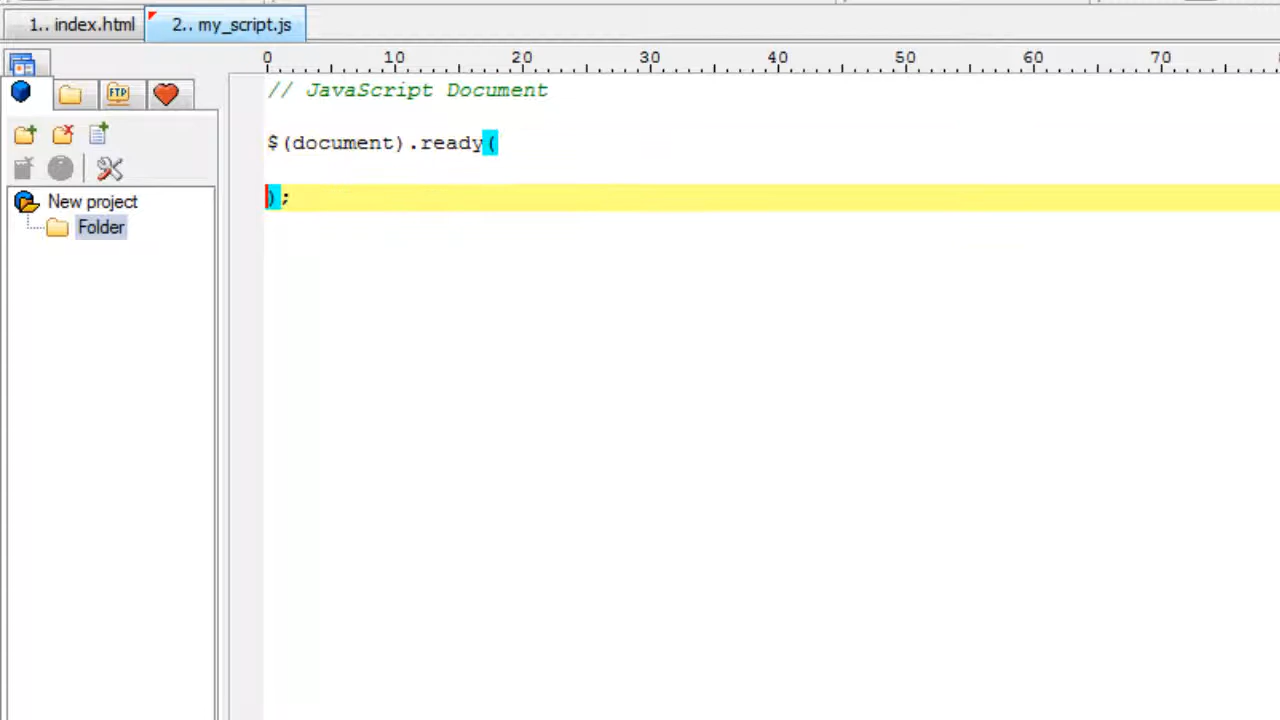 1.. index.html
2.. my_script.js
0 10 20 30 40 50 60 70
FTP
// JavaScript Document
$(document).ready(
);
New project
Folder